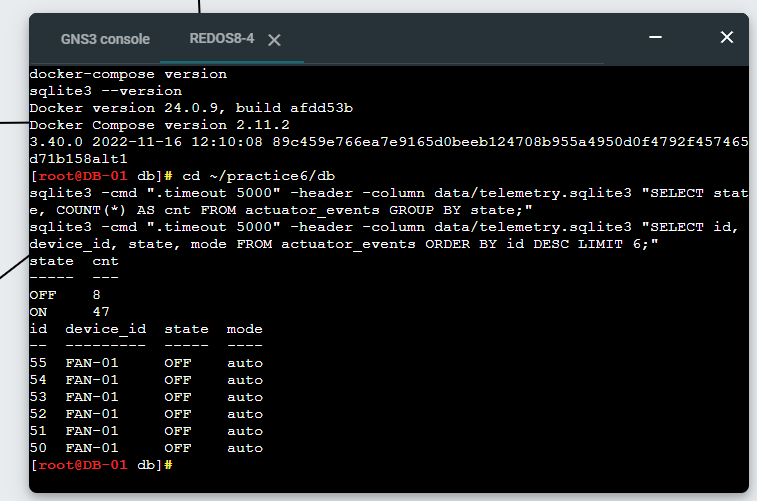 GNS3 console REDOS8-4
docker-compose version
sqlite3 --version
Docker version 24.0.9, build afdd53b
Docker Compose version 2.11.2
3.40.0 2022-11-16 12:10:08 89c459e766ea7e9165d0beeb124708b955a4950d0f4792f457465
d71b158alt1
[root@DB-01 db]# cd ~/practice6/db
sqlite3 -cmd ".timeout 5000" -header -column data/telemetry.sqlite3 "SELECT stat
e, COUNT(*) AS cnt FROM actuator_events GROUP BY state;"
sqlite3 -cmd ".timeout 5000" -header -column data/telemetry.sqlite3 "SELECT id,
device_id, state, mode FROM actuator_events ORDER BY id DESC LIMIT 6;"
state  cnt
-----  ---
OFF    8
ON     47
id  device_id  state  mode
--  ---------  -----  ----
55  FAN-01     OFF    auto
54  FAN-01     OFF    auto
53  FAN-01     OFF    auto
52  FAN-01     OFF    auto
51  FAN-01     OFF    auto
50  FAN-01     OFF    auto
[root@DB-01 db]#